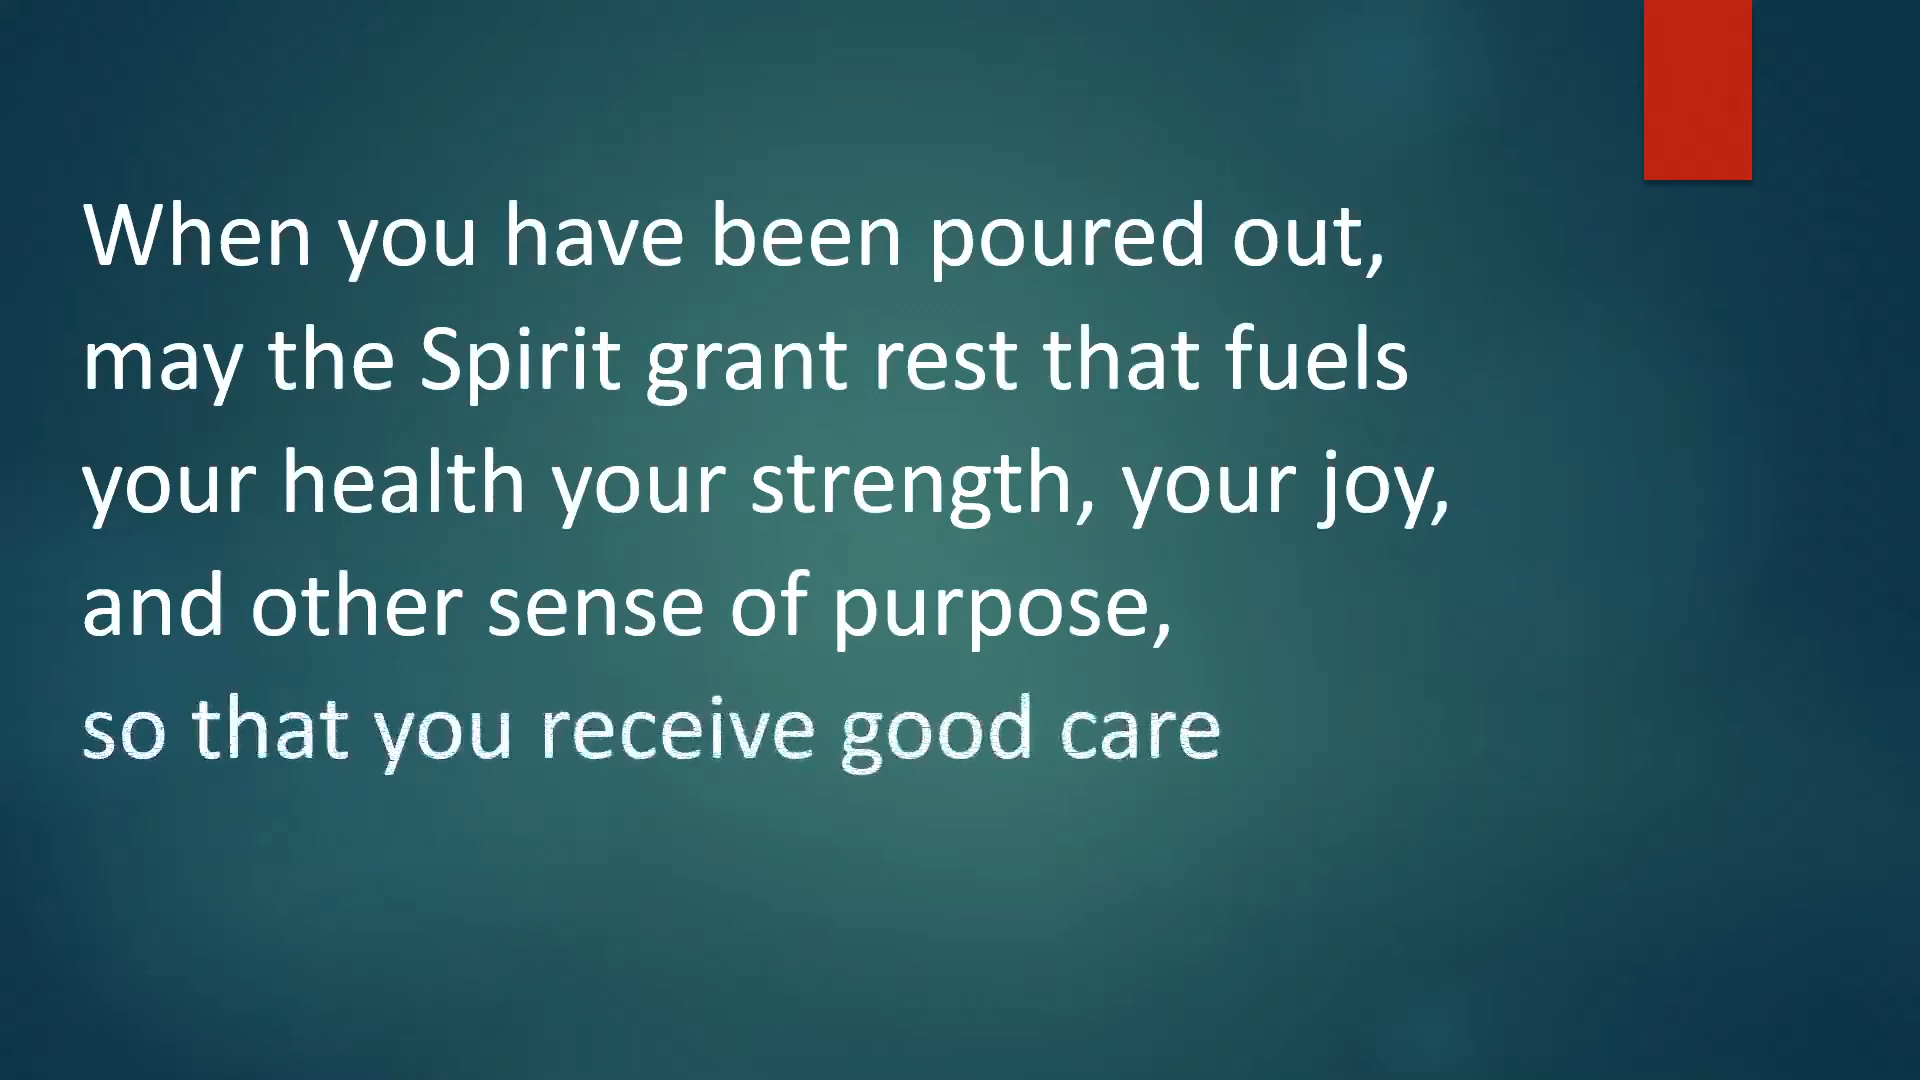 When you have been poured out,
may the Spirit grant rest that fuels
your health your strength, your joy,
and other sense of purpose,
so that you receive good care